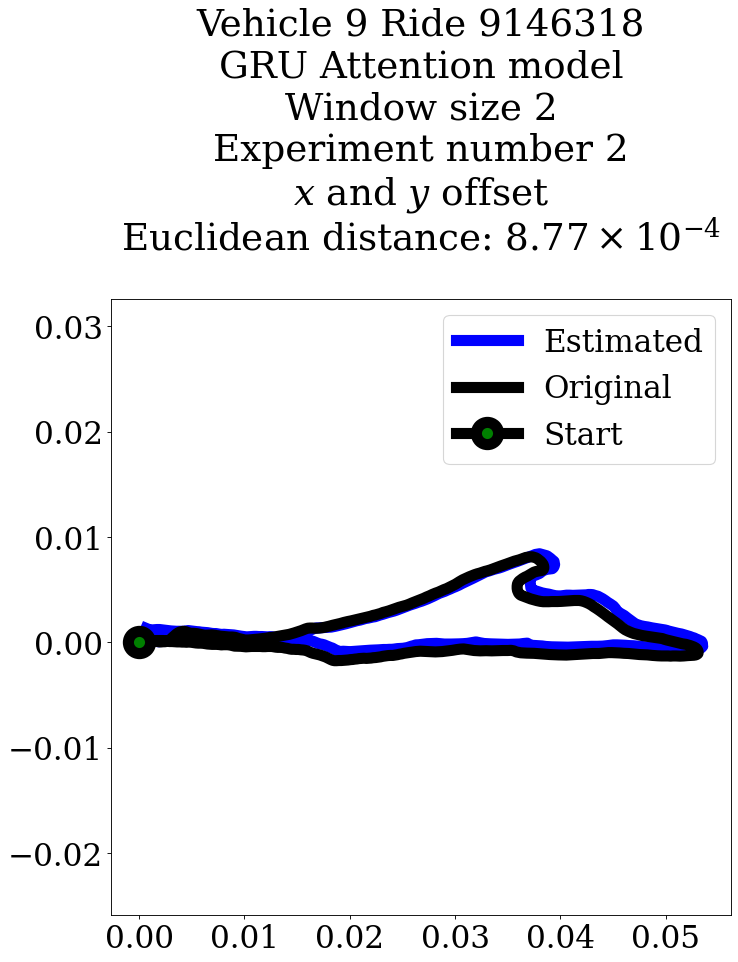 Vehicle 9 Ride 9146318
GRU Attention model
Window size 2
Experiment number 2
x and y offset
Euclidean distance: 8.77 × 10⁻⁴
Estimated
Original
Start
0.03
0.02
0.01
0.00
−0.01
−0.02
0.00 0.01 0.02 0.03 0.04 0.05